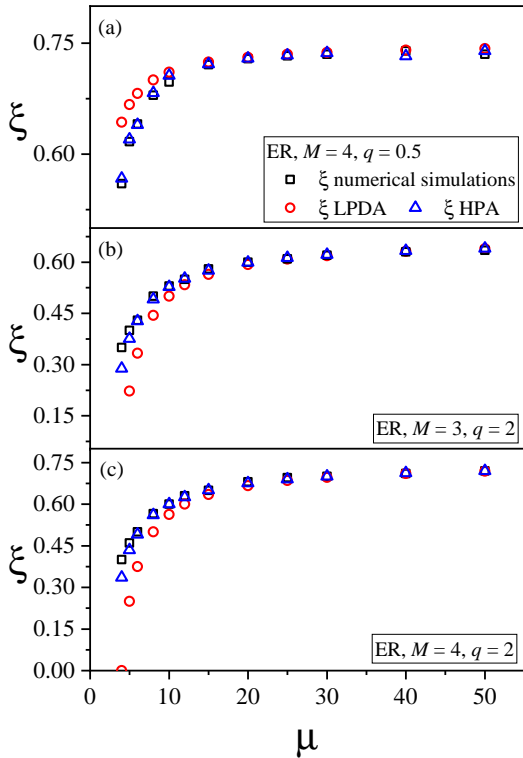 (a)
0.75
0.60
ξ
ER, M = 4, q = 0.5
ξ numerical simulations
ξ LPDA ξ HPA
(b)
0.60
0.45
0.30
0.15
ξ
ER, M = 3, q = 2
(c)
0.75
0.60
0.45
0.30
0.15
0.00
ξ
ER, M = 4, q = 2
0 10 20 30 40 50
μ